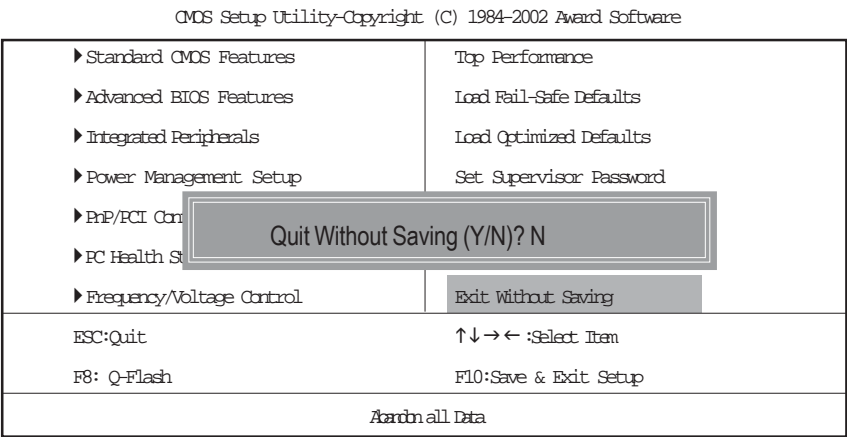 CMOS Setup Utility-Copyright (C) 1984-2002 Award Software
▶Standard CMOS Features
▶Advanced BIOS Features
▶Integrated Peripherals
▶Power Management Setup
▶PnP/PCI
▶PC Health
▶Frequency/Voltage Control
Top Performance
Load Fail-Safe Defaults
Load Optimized Defaults
Set Supervisor Password
Exit Without Saving
Quit Without Saving (Y/N)? N
ESC:Quit
↑↓→←:Select Item
F8: Q-Flash
F10:Save & Exit Setup
Abandon all Data